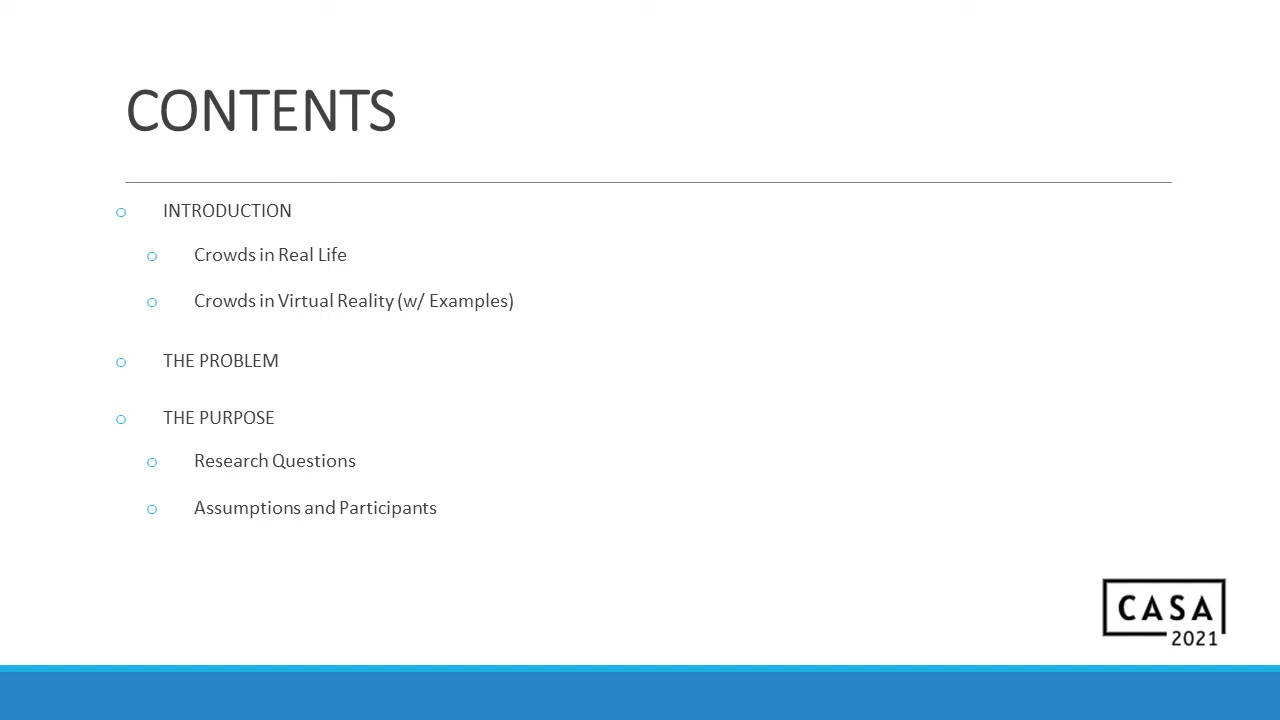 CONTENTS
INTRODUCTION
Crowds in Real Life
Crowds in Virtual Reality (w/ Examples)
THE PROBLEM
THE PURPOSE
Research Questions
Assumptions and Participants
CASA
2021